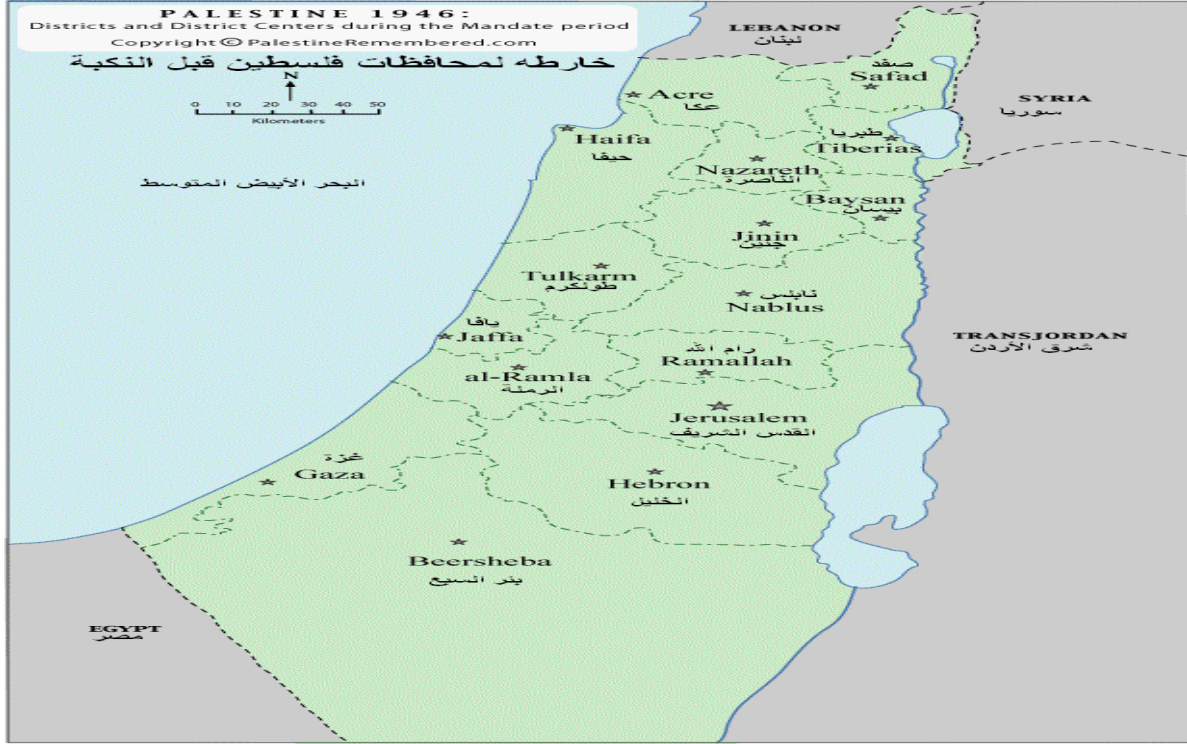 PALESTINE 1946:
Districts and District Centers during the Mandate period
Copyright © PalestineRemembered.com
خارطه لمحافظات فلسطين قبل النكبة
N
0 10 20 30 40 50
Kilometers
LEBANON
لبنان
صفد
Safad
SYRIA
سوريا
Acre
عكا
Haifa
حيفا
طبريا
Tiberias
Nazareth
الناصرة
البحر الأبيض المتوسط
Baysan
بيسان
Jinin
جنين
Tulkarm
طولكرم
نابلس
Nablus
يافا
Jaffa
TRANSJORDAN
شرق الأردن
رام الله
Ramallah
al-Ramla
الرملة
Jerusalem
القدس الشريف
غزة
Gaza
Hebron
الخليل
Beersheba
بئر السبع
EGYPT
مصر